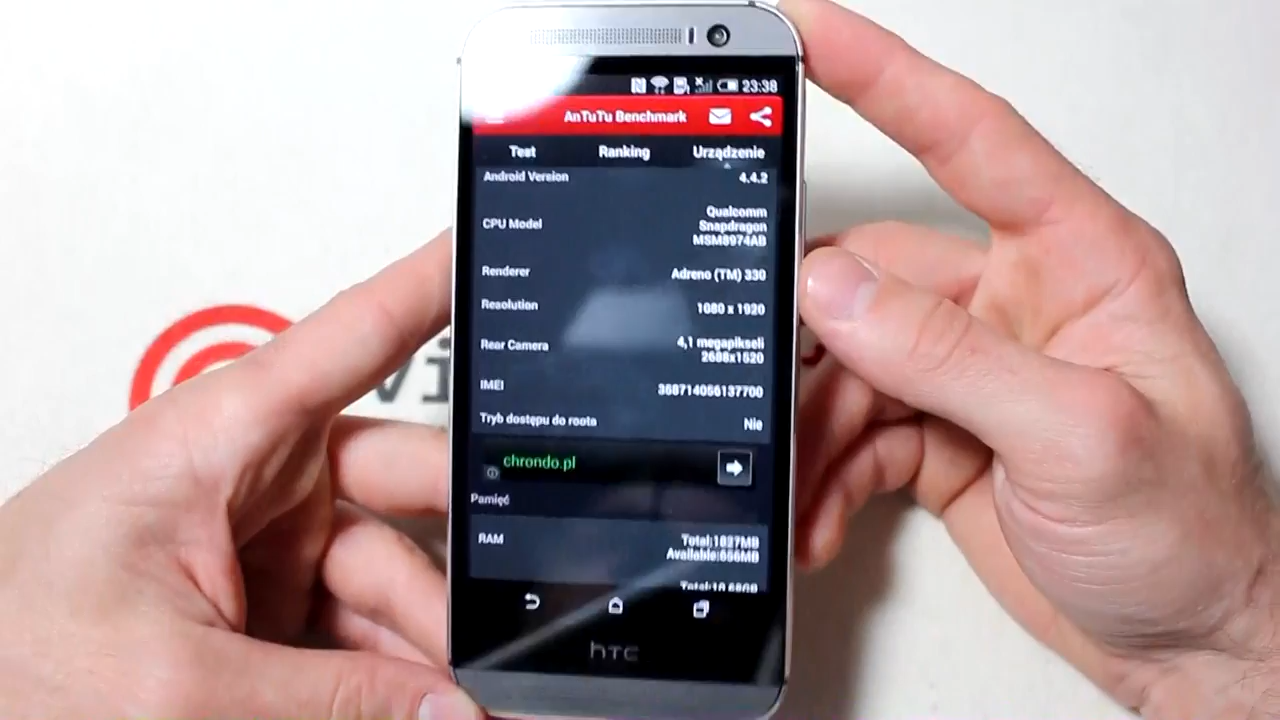 23:38
AnTuTu Benchmark
Test Ranking Urządzenie
Android Version 4.4.2
CPU Model Qualcomm
Snapdragon
MSM8974AB
Renderer Adreno (TM) 330
Resolution 1080 x 1920
Rear Camera 4,1 megapikseli
2688x1520
IMEI 358714056137700
Tryb dostępu do roota Nie
chrondo.pl
Pamięć
RAM Total:1827MB
Available:656MB
hTC